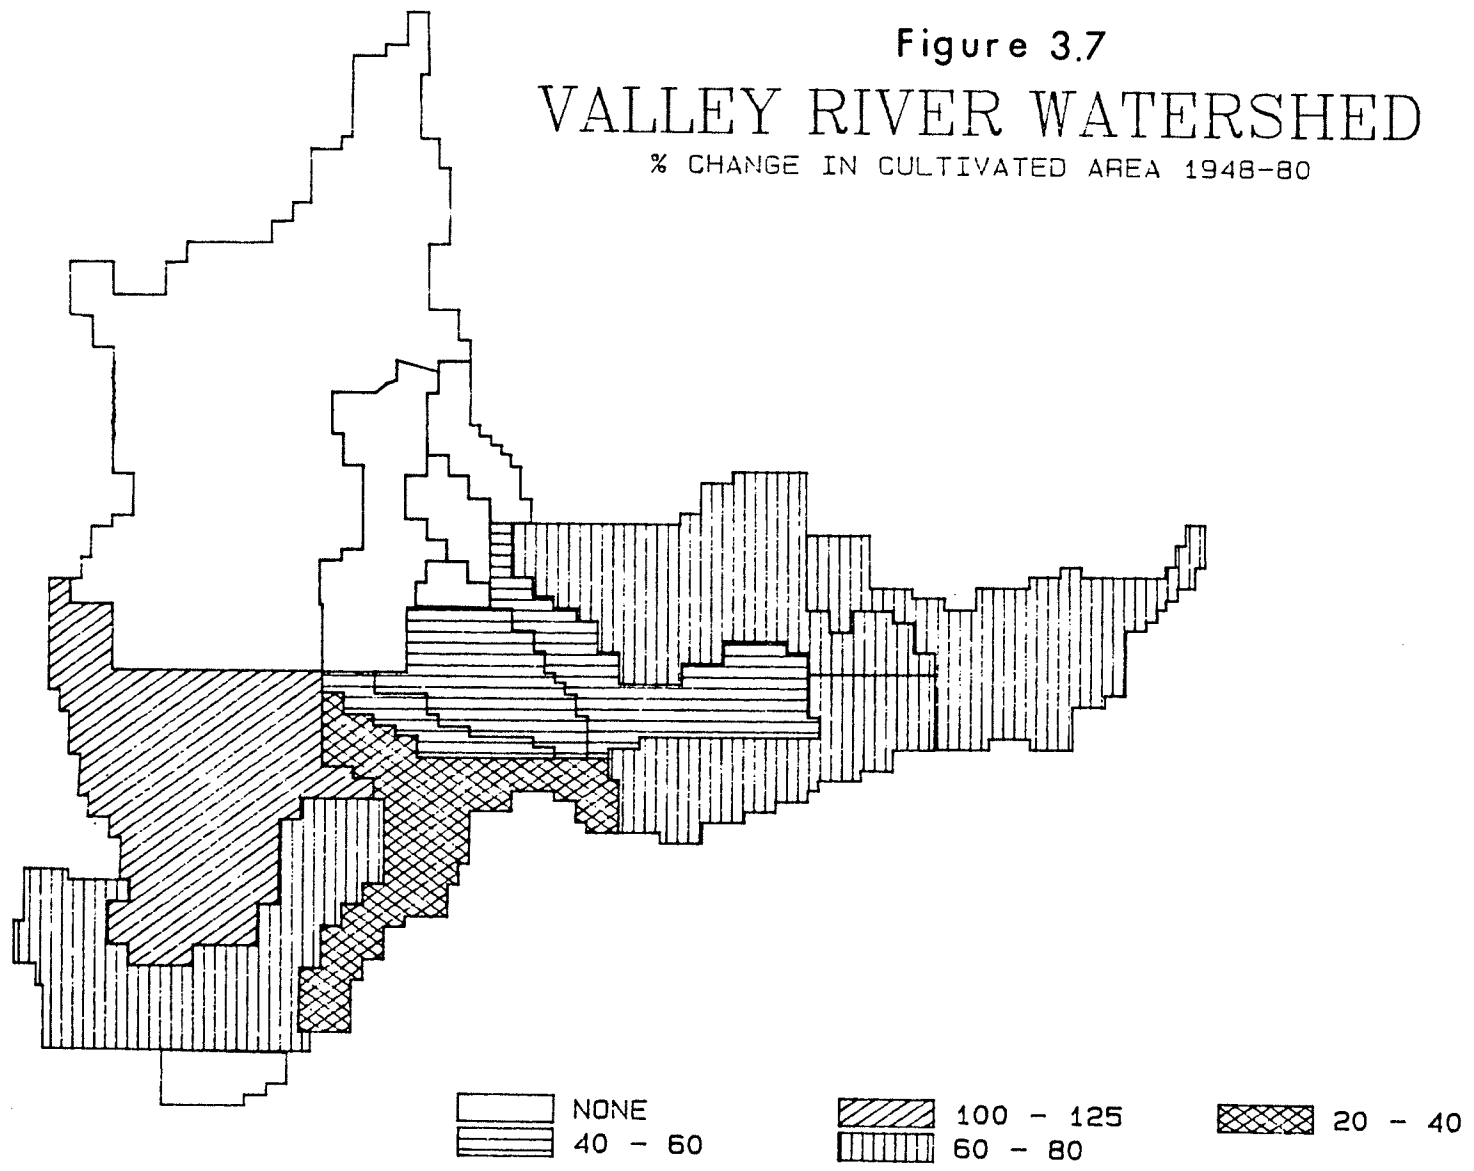 Figure 3.7
VALLEY RIVER WATERSHED
% CHANGE IN CULTIVATED AREA 1948-80
NONE
40 - 60
100 - 125
60 - 80
20 - 40